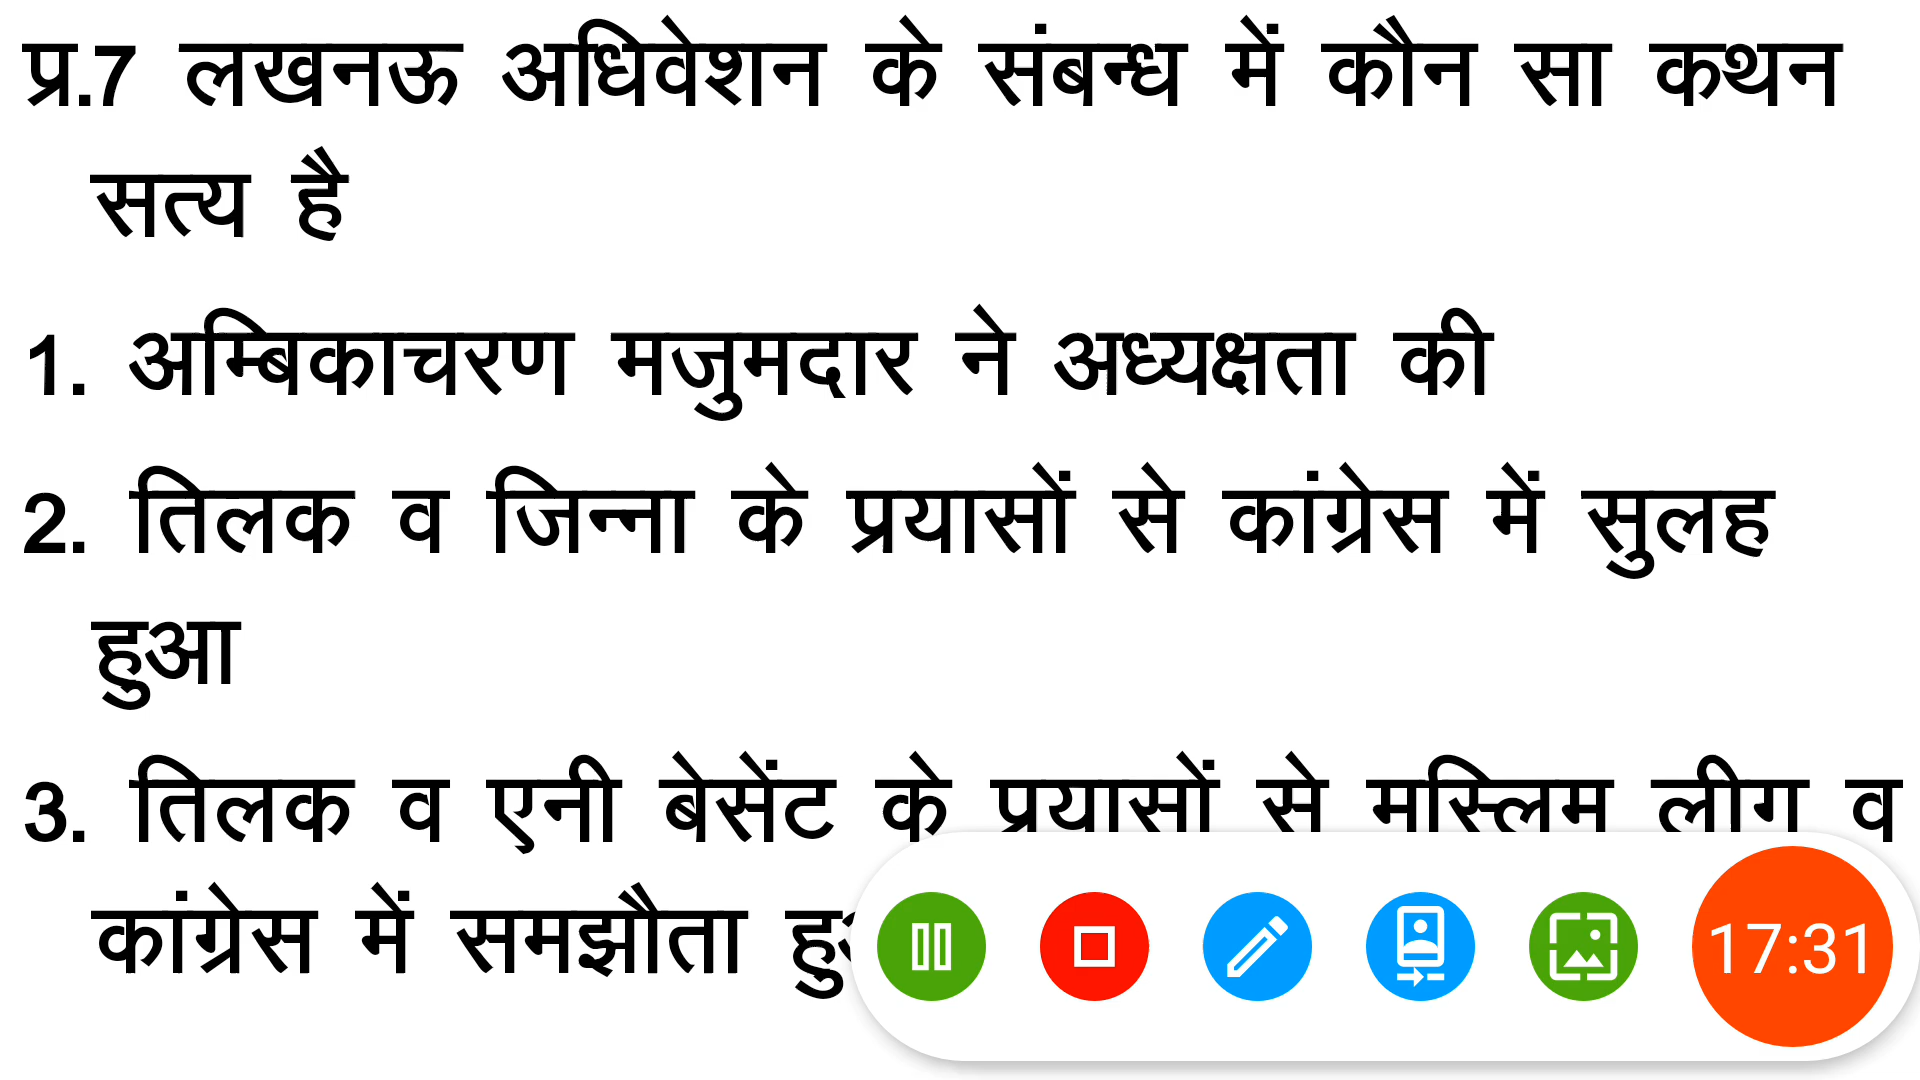 प्र.7 लखनऊ अधिवेशन के संबन्ध में कौन सा कथन
सत्य है
1. अम्बिकाचरण मजुमदार ने अध्यक्षता की
2. तिलक व जिन्ना के प्रयासों से कांग्रेस में सुलह
हुआ
3. तिलक व एनी बेसेंट के प्रयासों से मस्लिम लीग व
कांग्रेस में समझौता
17:31